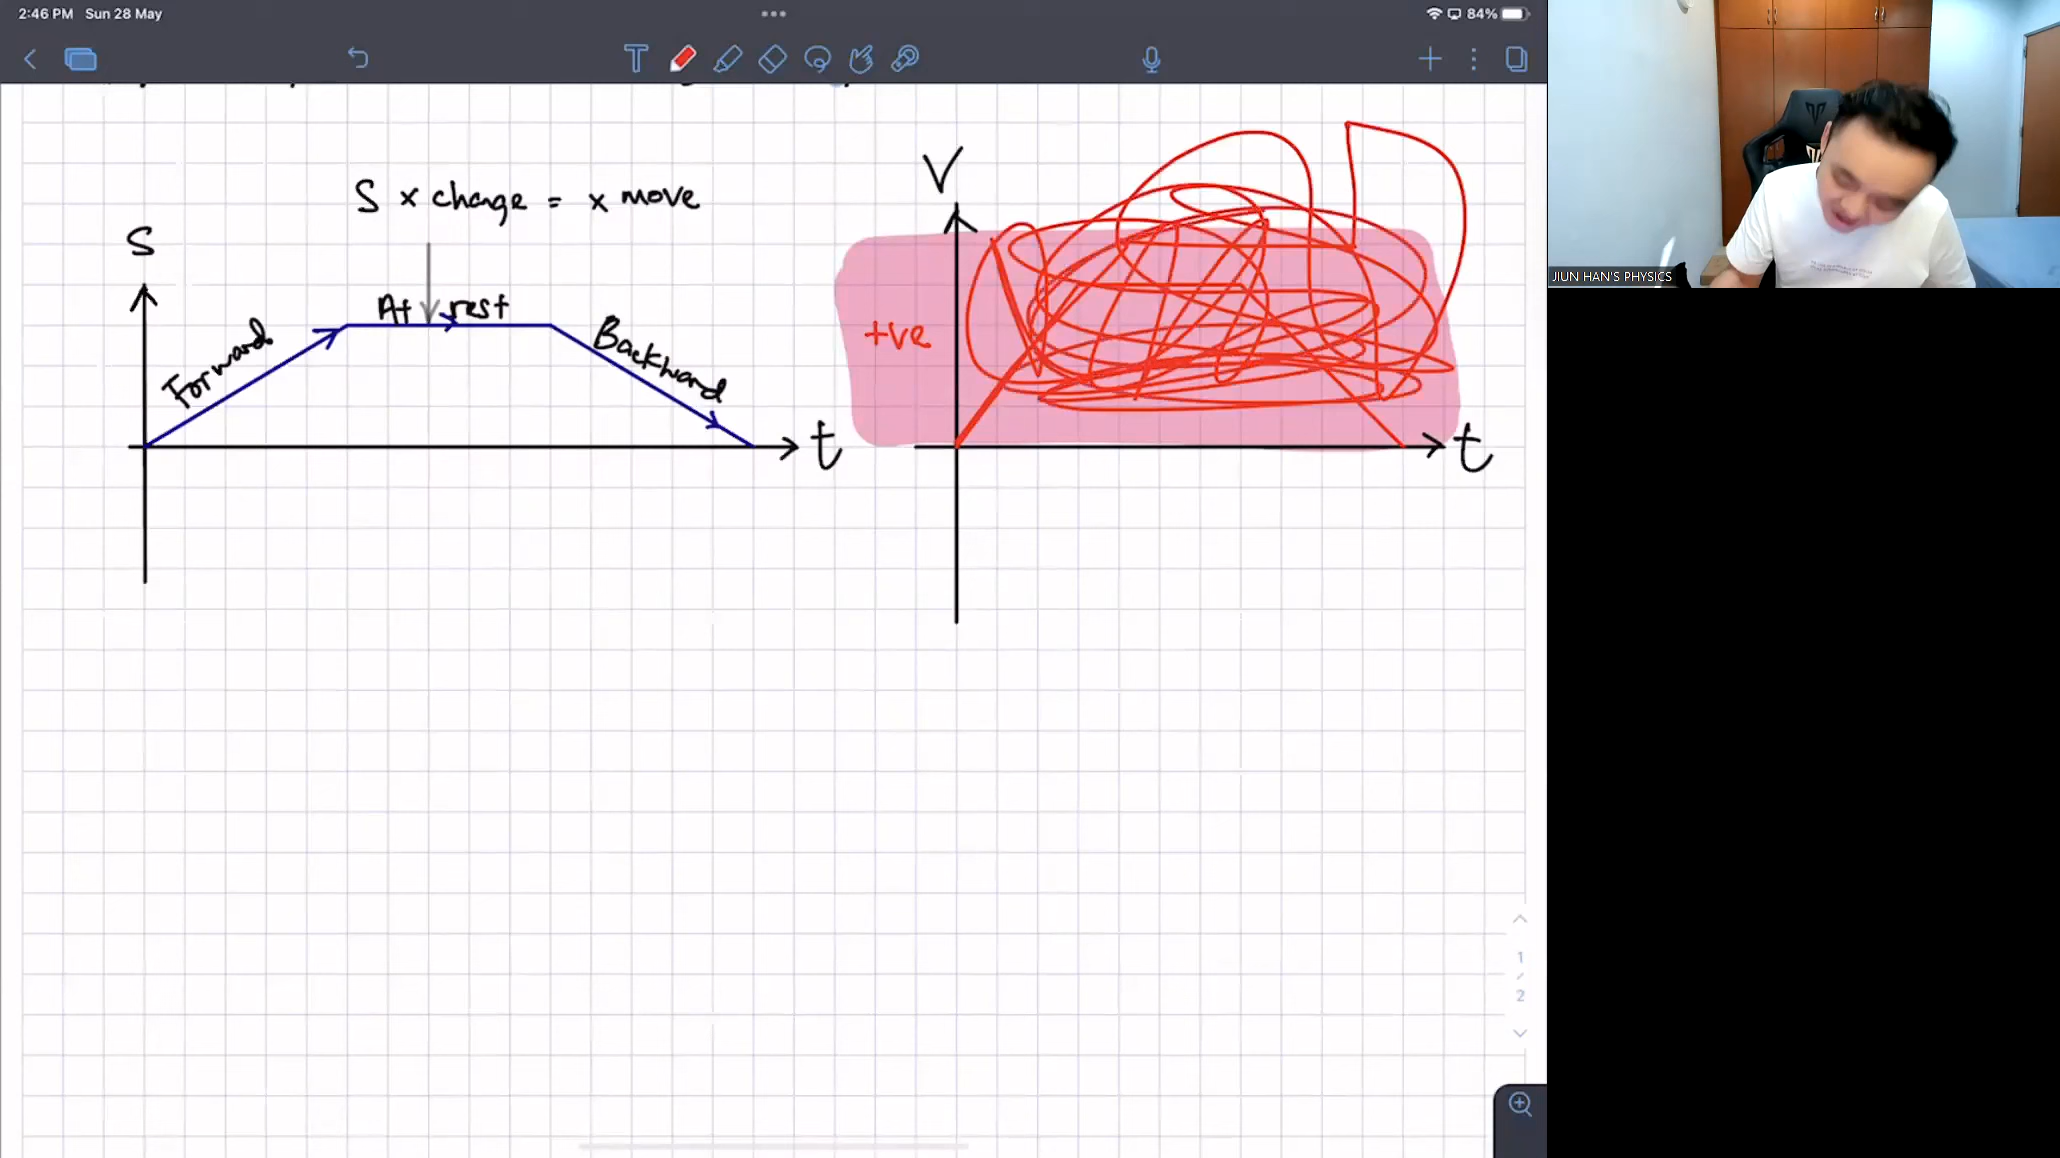 2:46 PM Sun 28 May
84%
S × change = × move
S
Forward
At rest
Backward
t
V
+ve
t
1
2
JIUN HAN'S PHYSICS